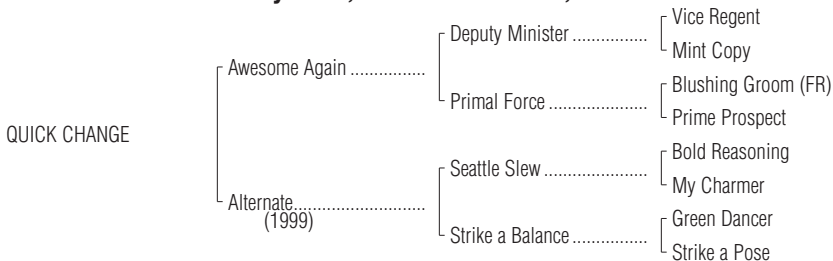 Vice Regent
Deputy Minister ................
Mint Copy
Awesome Again ................
Blushing Groom (FR)
Primal Force .....................
Prime Prospect
QUICK CHANGE
Bold Reasoning
Seattle Slew ......................
My Charmer
Alternate............................
(1999)
Green Dancer
Strike a Balance ................
Strike a Pose